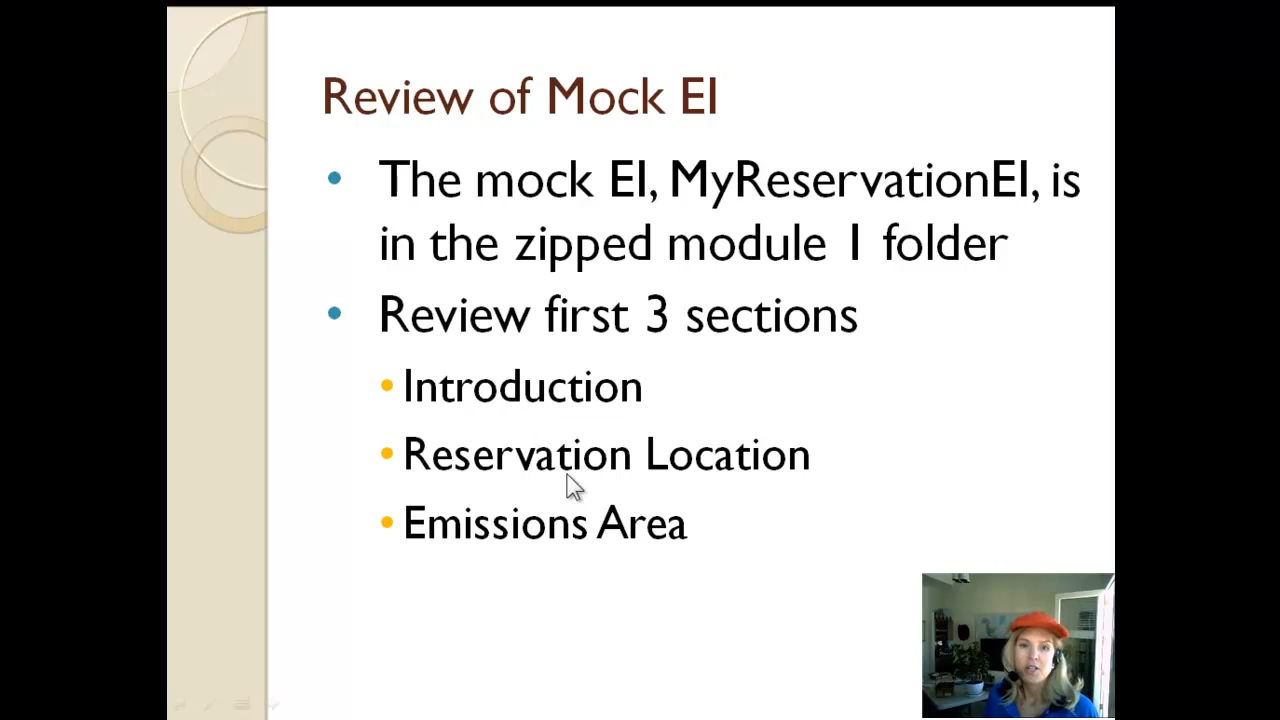 Review of Mock EI
• The mock EI, MyReservationEI, is
in the zipped module 1 folder
• Review first 3 sections
• Introduction
• Reservation Location
• Emissions Area